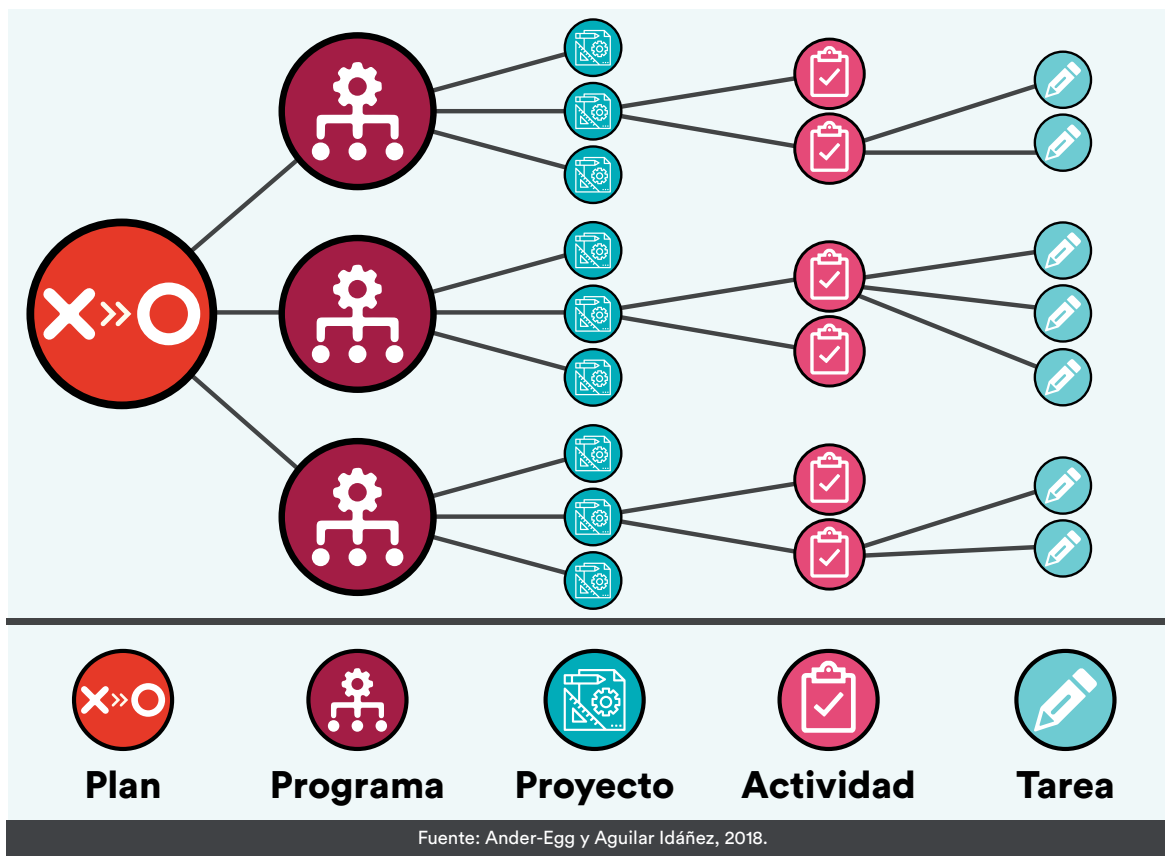 Plan
Programa
Proyecto
Actividad
Tarea
Fuente: Ander-Egg y Aguilar Idáñez, 2018.